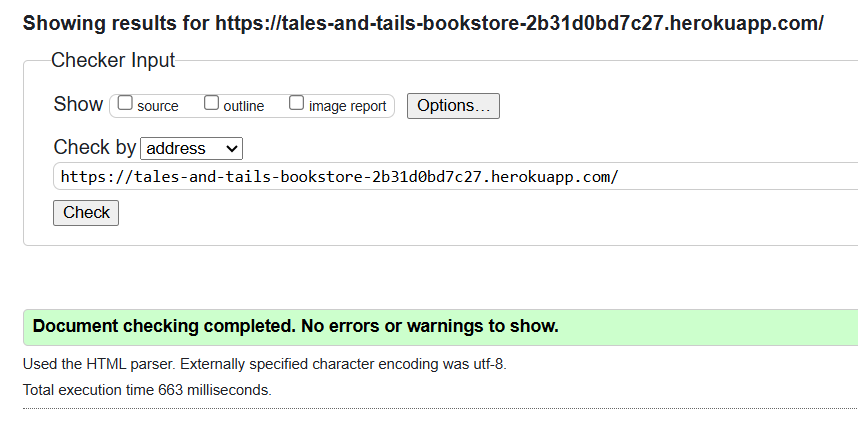 Showing results for https://tales-and-tails-bookstore-2b31d0bd7c27.herokuapp.com/
Checker Input
Show source outline image report Options…
Check by address
https://tales-and-tails-bookstore-2b31d0bd7c27.herokuapp.com/
Check
Document checking completed. No errors or warnings to show.
Used the HTML parser. Externally specified character encoding was utf-8.
Total execution time 663 milliseconds.